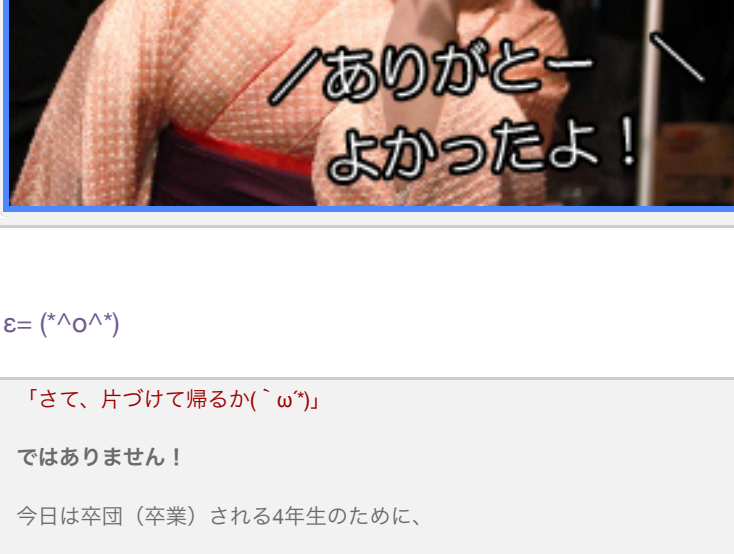 ／ありがとー ＼
よかったよ！
ε= (*^o^*)
「さて、片づけて帰るか(｀ω´*)」
ではありません！
今日は卒団（卒業）される4年生のために、